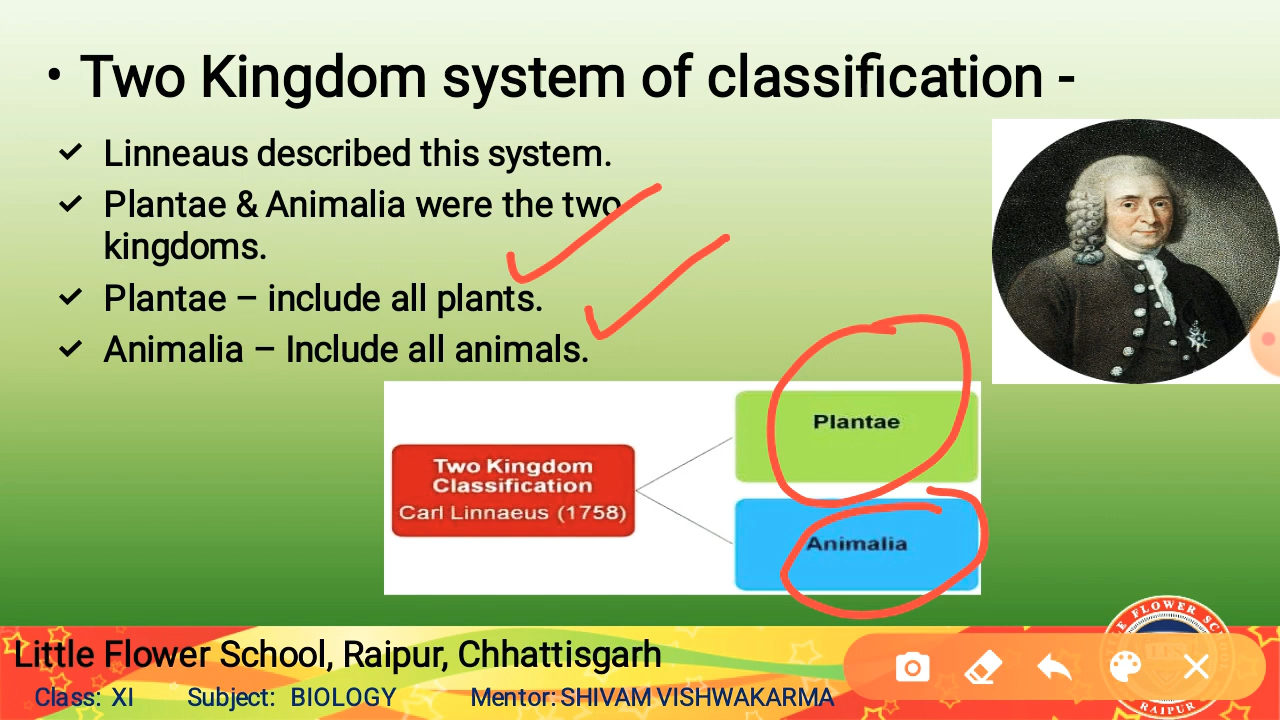 • Two Kingdom system of classification -
✓ Linneaus described this system.
✓ Plantae & Animalia were the two
kingdoms.
✓ Plantae – include all plants.
✓ Animalia – Include all animals.
Two Kingdom
Classification
Carl Linnaeus (1758)
Plantae
Animalia
Little Flower School, Raipur, Chhattisgarh
Class: XI Subject: BIOLOGY Mentor: SHIVAM VISHWAKARMA
FLOWER
RAIPUR